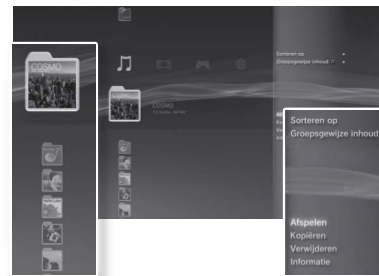 COSMO
COSMO
Sorteren op
Groepsgewijze inhoud
Sorteren op
Groepsgewijze inhoud
Afspelen
Kopiëren
Verwijderen
Informatie